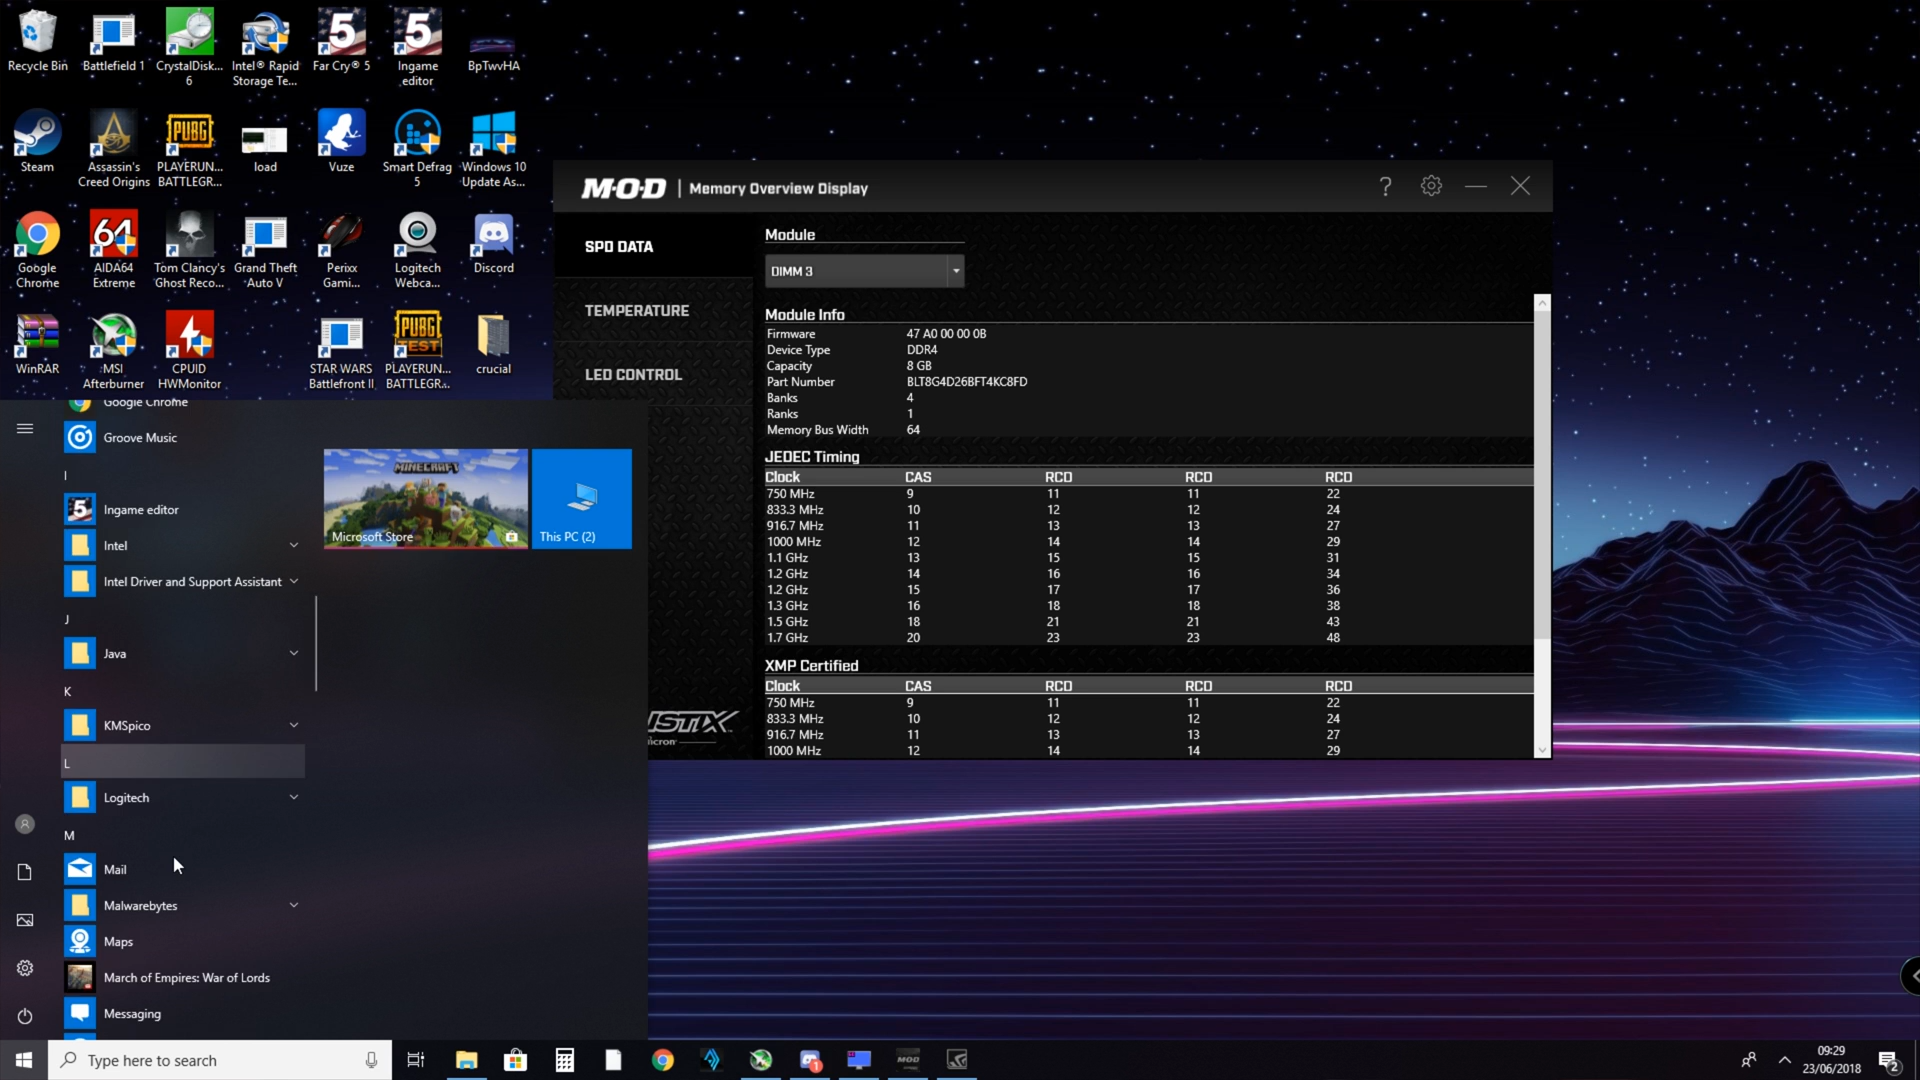 Recycle Bin
Battlefield 1
CrystalDisk...
6
Intel® Rapid
Storage Te...
5
Far Cry® 5
5
Ingame
editor
BpTwvHA
Steam
Assassin's
Creed Origins
PUBG
PLAYERUN...
BATTLEGR...
load
Vuze
Smart Defrag
5
Windows 10
Update As...
Google
Chrome
64
AIDA64
Extreme
Tom Clancy's
Ghost Reco...
Grand Theft
Auto V
Perixx
Gami...
Logitech
Webca...
Discord
WinRAR
MSI
Afterburner
CPUID
HWMonitor
STAR WARS
Battlefront II
PUBG
TEST
PLAYERUN...
BATTLEGR...
crucial
M·O·D | Memory Overview Display
?
SPD DATA
TEMPERATURE
LED CONTROL
Module
DIMM 3
Module Info
Firmware 47 A0 00 00 0B
Device Type DDR4
Capacity 8 GB
Part Number BLT8G4D26BFT4KC8FD
Banks 4
Ranks 1
Memory Bus Width 64
JEDEC Timing
Clock CAS RCD RCD RCD
750 MHz 9 11 11 22
833.3 MHz 10 12 12 24
916.7 MHz 11 13 13 27
1000 MHz 12 14 14 29
1.1 GHz 13 15 15 31
1.2 GHz 14 16 16 34
1.2 GHz 15 17 17 36
1.3 GHz 16 18 18 38
1.5 GHz 18 21 21 43
1.7 GHz 20 23 23 48
XMP Certified
Clock CAS RCD RCD RCD
750 MHz 9 11 11 22
833.3 MHz 10 12 12 24
916.7 MHz 11 13 13 27
1000 MHz 12 14 14 29
Google Chrome
Groove Music
I
5
Ingame editor
Intel
Intel Driver and Support Assistant
J
Java
K
KMSpico
L
Logitech
M
Mail
Malwarebytes
Maps
March of Empires: War of Lords
Messaging
MINECRAFT
Microsoft Store
This PC (2)
Type here to search
1
MOD
09:29
23/06/2018
2